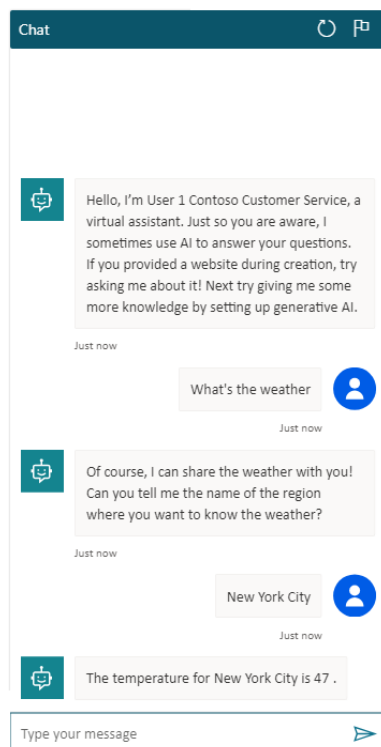 Chat
Hello, I'm User 1 Contoso Customer Service, a
virtual assistant. Just so you are aware, I
sometimes use AI to answer your questions.
If you provided a website during creation, try
asking me about it! Next try giving me some
more knowledge by setting up generative AI.
Just now
What's the weather
Just now
Of course, I can share the weather with you!
Can you tell me the name of the region
where you want to know the weather?
Just now
New York City
Just now
The temperature for New York City is 47 .
Type your message